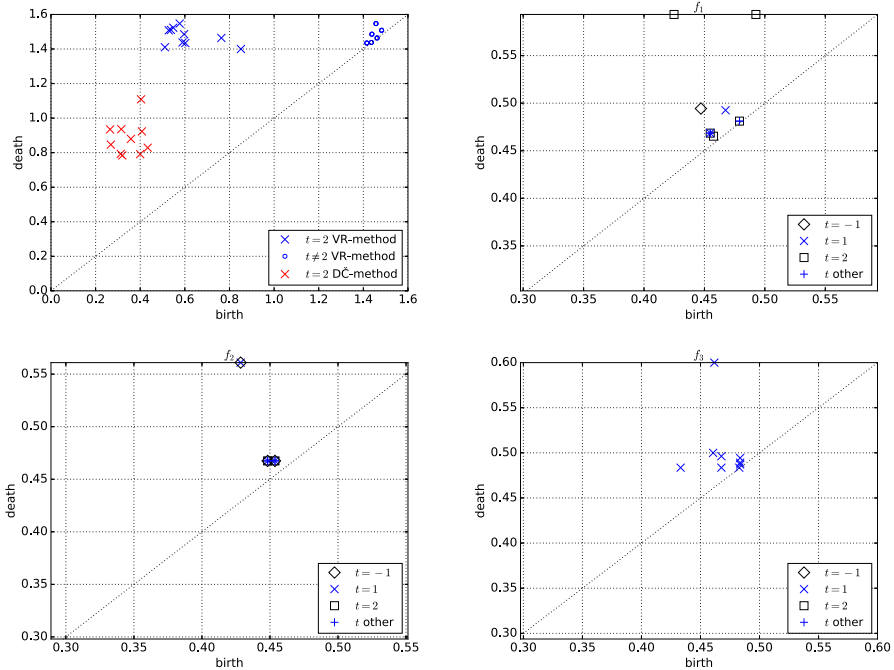 1.6
1.4
1.2
1.0
0.8
0.6
0.4
0.2
0.0
death
0.0 0.2 0.4 0.6 0.8 1.0 1.2 1.4 1.6
birth
t = 2 VR-method
t ≠ 2 VR-method
t = 2 DČ-method
f₁
0.55
0.50
0.45
0.40
0.35
death
0.30 0.35 0.40 0.45 0.50 0.55
birth
t = −1
t = 1
t = 2
t other
f₂
0.55
0.50
0.45
0.40
0.35
0.30
death
0.30 0.35 0.40 0.45 0.50 0.55
birth
t = −1
t = 1
t = 2
t other
f₃
0.60
0.55
0.50
0.45
0.40
0.35
0.30
death
0.30 0.35 0.40 0.45 0.50 0.55 0.60
birth
t = −1
t = 1
t = 2
t other